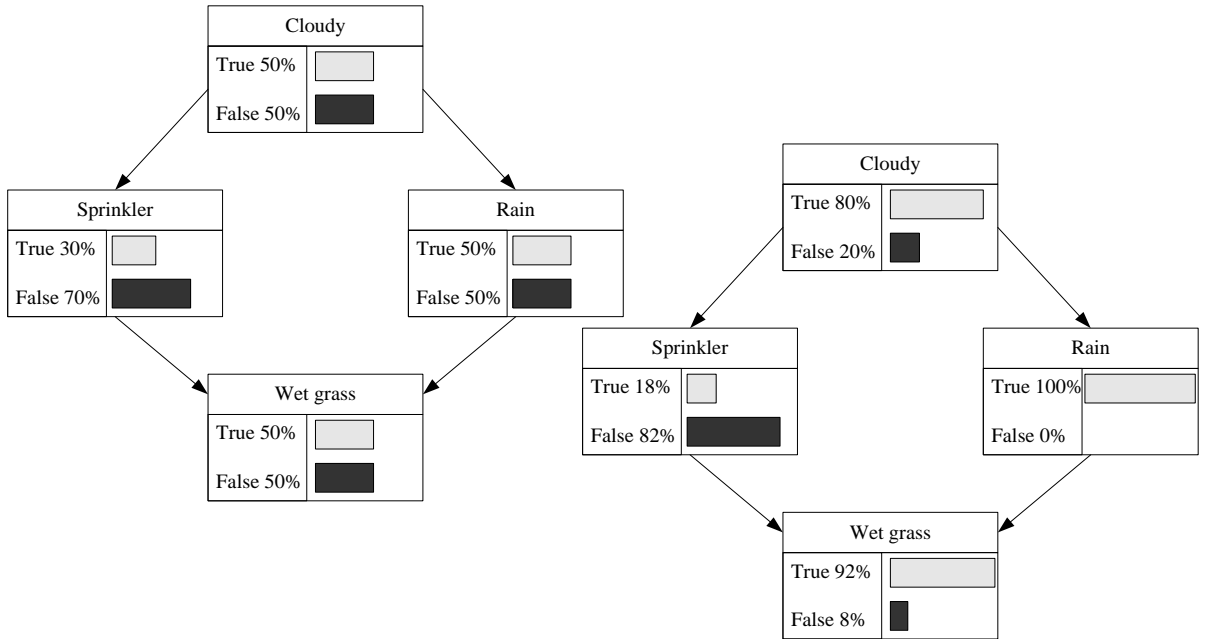 Cloudy
True 50%
False 50%
Sprinkler
True 30%
False 70%
Rain
True 50%
False 50%
Wet grass
True 50%
False 50%
Cloudy
True 80%
False 20%
Sprinkler
True 18%
False 82%
Rain
True 100%
False 0%
Wet grass
True 92%
False 8%